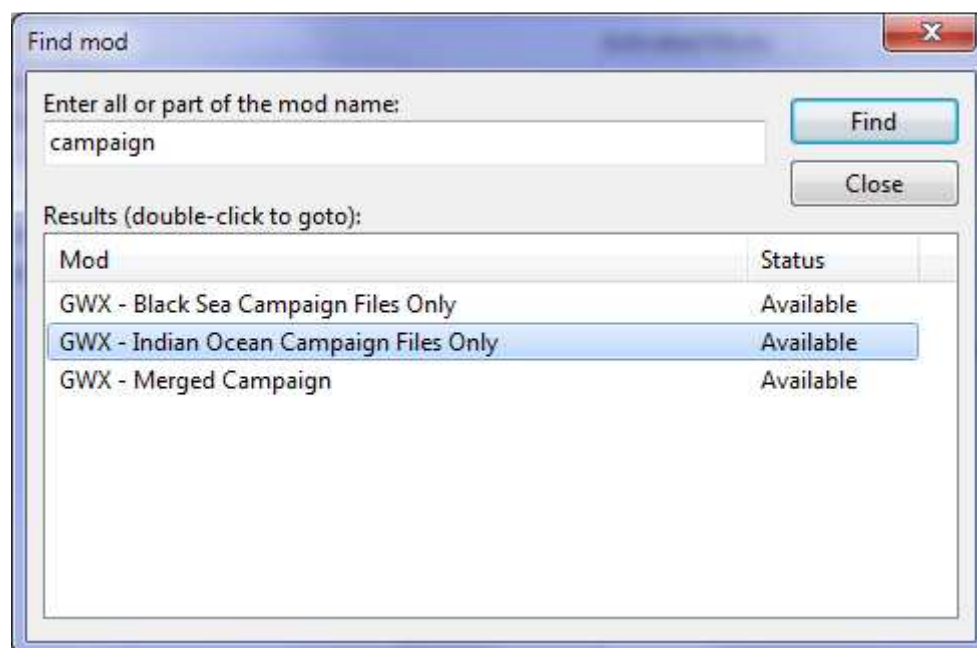 Find mod
Enter all or part of the mod name:
campaign
Find
Close
Results (double-click to goto):
Mod Status
GWX - Black Sea Campaign Files Only Available
GWX - Indian Ocean Campaign Files Only Available
GWX - Merged Campaign Available